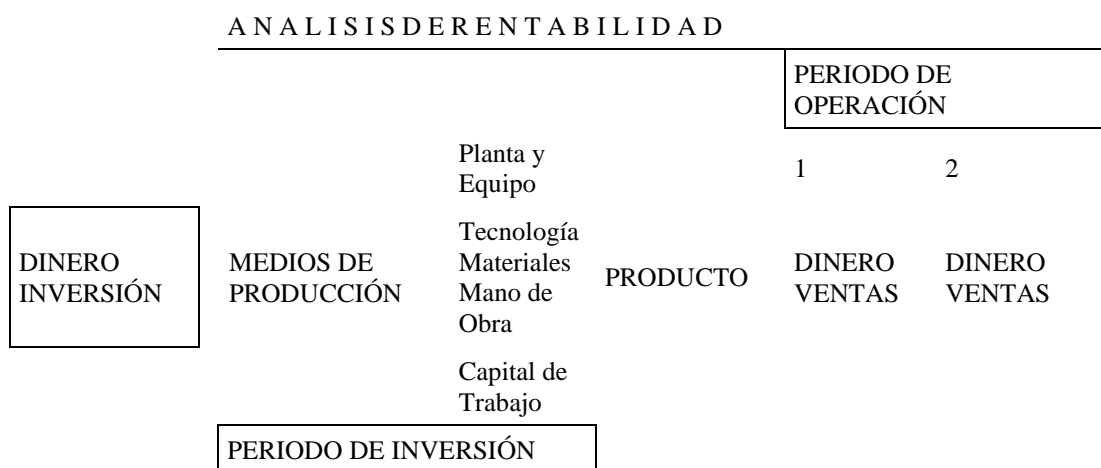 A N A L I S I S D E R E N T A B I L I D A D
PERIODO DE
OPERACIÓN
Planta y
Equipo
1
2
DINERO
INVERSIÓN
MEDIOS DE
PRODUCCIÓN
Tecnología
Materiales
Mano de
Obra
PRODUCTO
DINERO
VENTAS
DINERO
VENTAS
Capital de
Trabajo
PERIODO DE INVERSIÓN